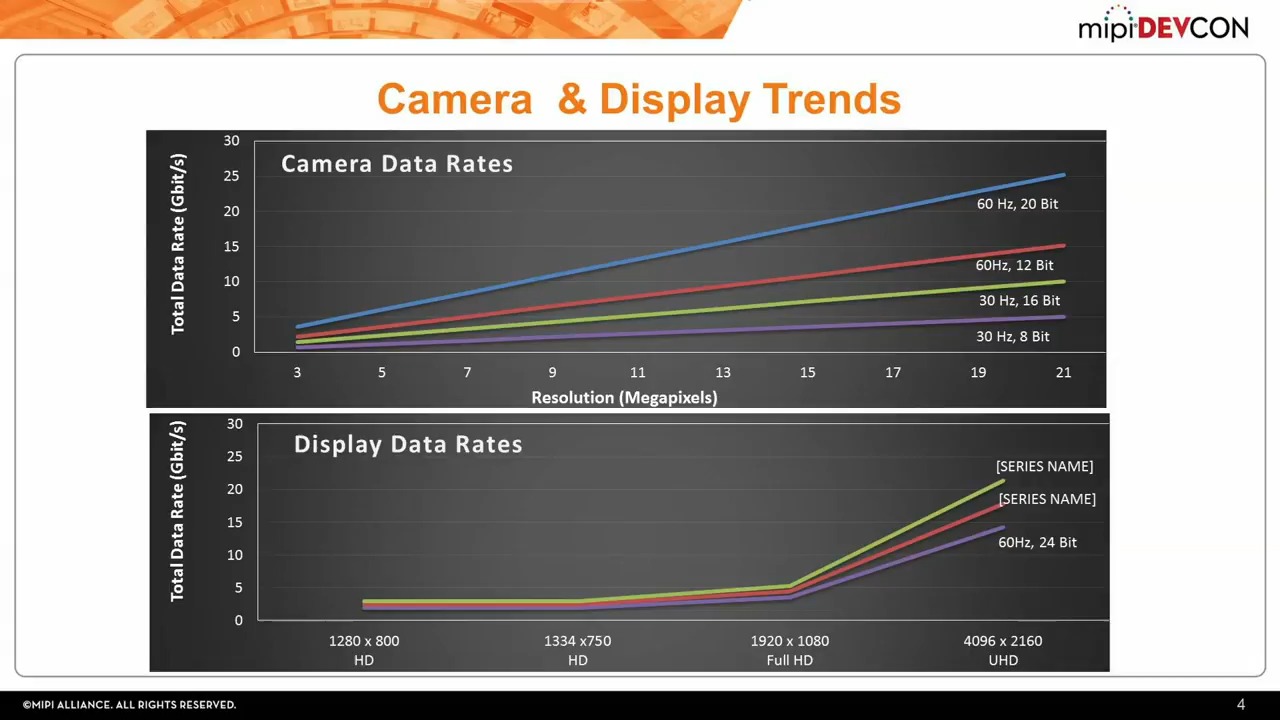 mipi DEVCON
Camera & Display Trends
Camera Data Rates
Total Data Rate (Gbit/s)
30
25
20
15
10
5
0
60 Hz, 20 Bit
60Hz, 12 Bit
30 Hz, 16 Bit
30 Hz, 8 Bit
3 5 7 9 11 13 15 17 19 21
Resolution (Megapixels)
Display Data Rates
Total Data Rate (Gbit/s)
30
25
20
15
10
5
0
[SERIES NAME]
[SERIES NAME]
60Hz, 24 Bit
1280 x 800 1334 x750 1920 x 1080 4096 x 2160
HD HD Full HD UHD
©MIPI ALLIANCE. ALL RIGHTS RESERVED.
4